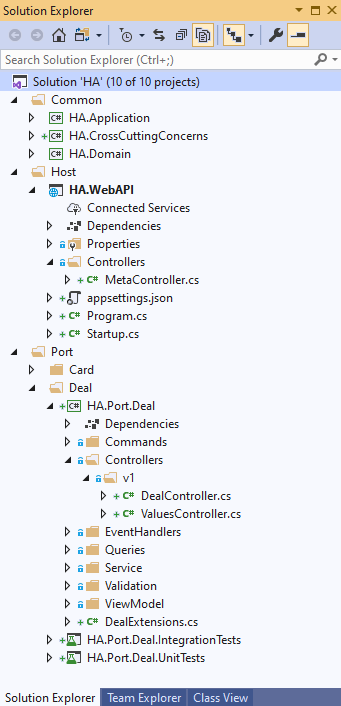 Solution Explorer
Search Solution Explorer (Ctrl+;)
Solution 'HA' (10 of 10 projects)
Common
HA.Application
HA.CrossCuttingConcerns
HA.Domain
Host
HA.WebAPI
Connected Services
Dependencies
Properties
Controllers
C# MetaController.cs
appsettings.json
C# Program.cs
C# Startup.cs
Port
Card
Deal
C# HA.Port.Deal
Dependencies
Commands
Controllers
v1
C# DealController.cs
C# ValuesController.cs
EventHandlers
Queries
Service
Validation
ViewModel
C# DealExtensions.cs
HA.Port.Deal.IntegrationTests
HA.Port.Deal.UnitTests
Solution Explorer Team Explorer Class View